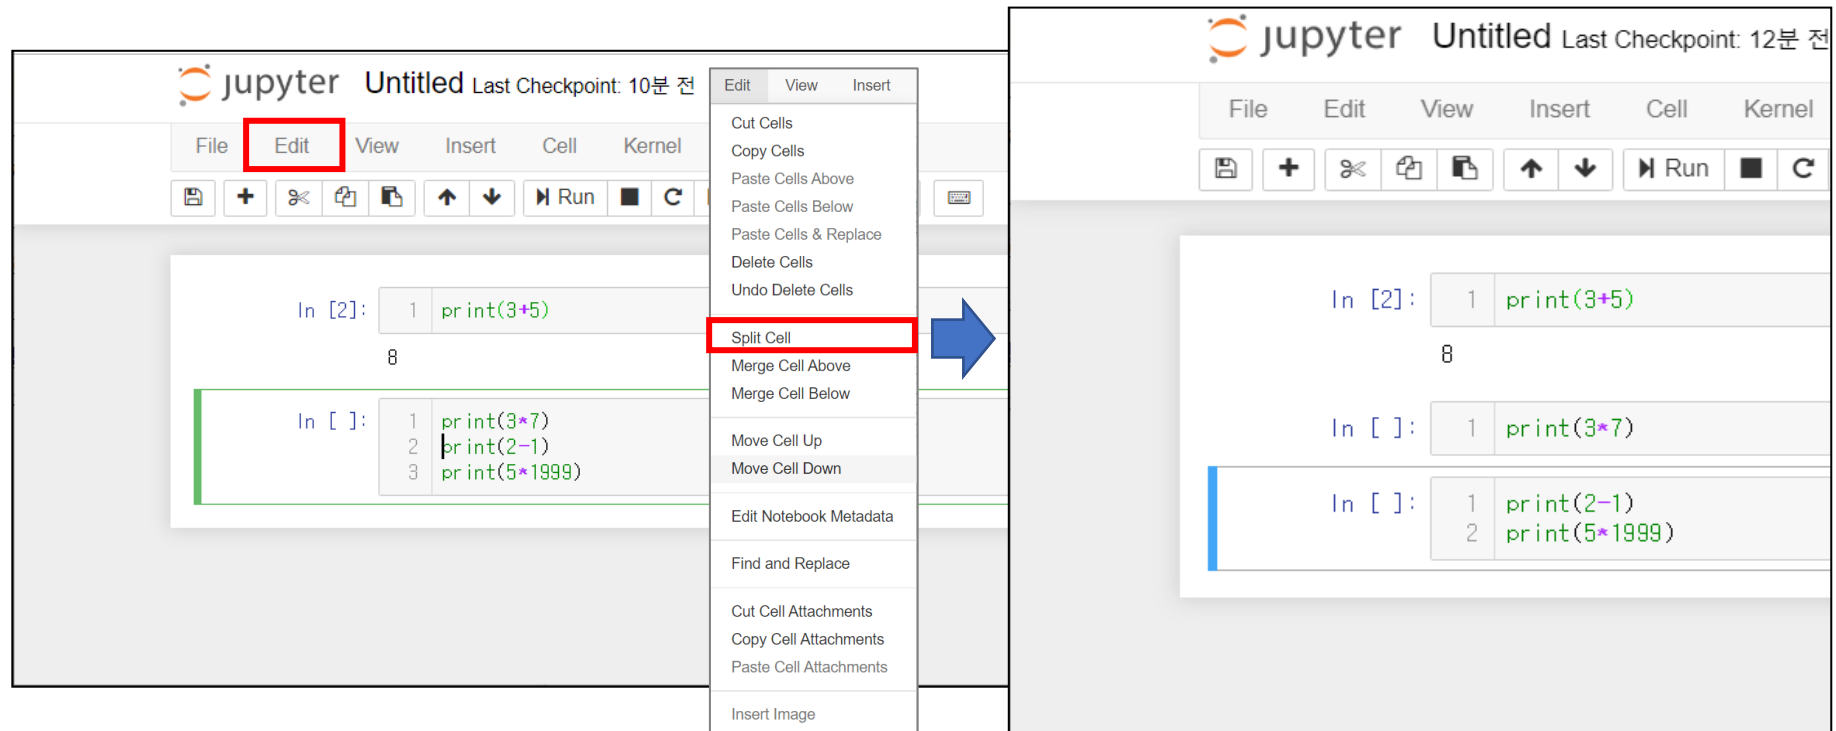 jupyter Untitled Last Checkpoint: 10분 전
File Edit View Insert Cell Kernel
Run
In [2]: 1 print(3+5)
8
In [ ]: 1 print(3*7)
2 print(2-1)
3 print(5*1999)
Edit View Insert
Cut Cells
Copy Cells
Paste Cells Above
Paste Cells Below
Paste Cells & Replace
Delete Cells
Undo Delete Cells
Split Cell
Merge Cell Above
Merge Cell Below
Move Cell Up
Move Cell Down
Edit Notebook Metadata
Find and Replace
Cut Cell Attachments
Copy Cell Attachments
Paste Cell Attachments
Insert Image
jupyter Untitled Last Checkpoint: 12분 전
File Edit View Insert Cell Kernel
Run
In [2]: 1 print(3+5)
8
In [ ]: 1 print(3*7)
In [ ]: 1 print(2-1)
2 print(5*1999)